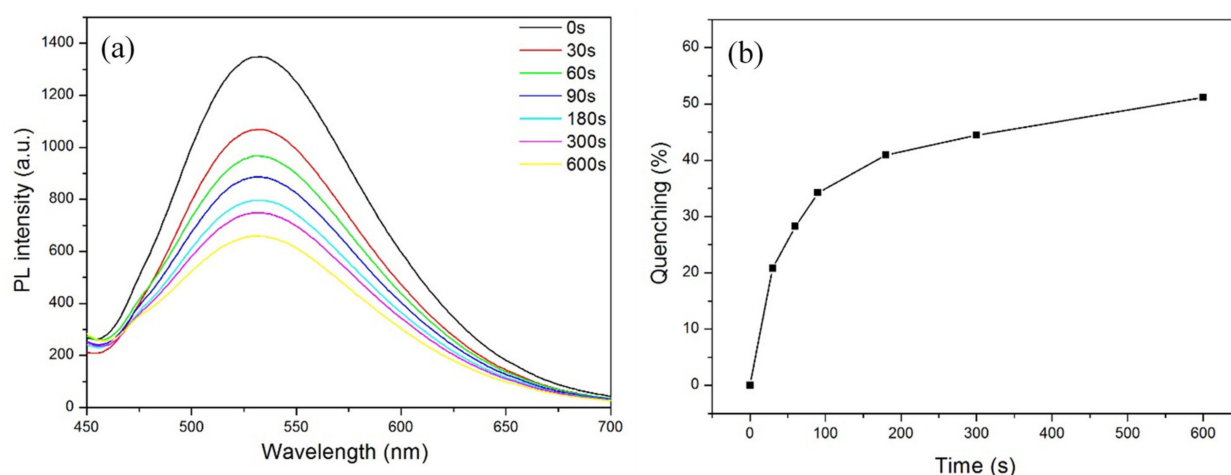 (a)
0s
30s
60s
90s
180s
300s
600s
1400
1200
1000
800
600
400
200
0
PL intensity (a.u.)
450 500 550 600 650 700
Wavelength (nm)
(b)
60
50
40
30
20
10
0
Quenching (%)
0 100 200 300 400 500 600
Time (s)